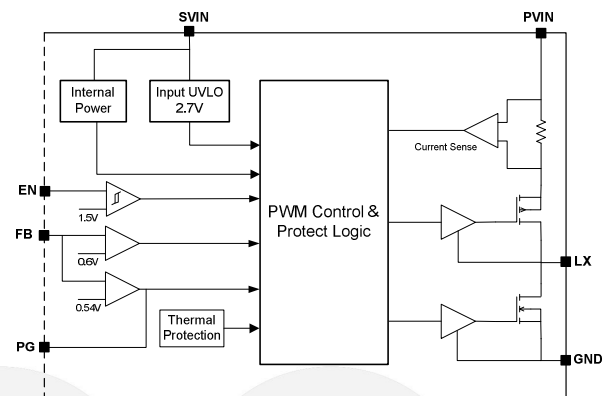 SVIN
PVIN
Internal
Power
Input UVLO
2.7V
Current Sense
EN
1.5V
PWM Control &
Protect Logic
FB
0.6V
LX
0.54V
Thermal
Protection
PG
GND